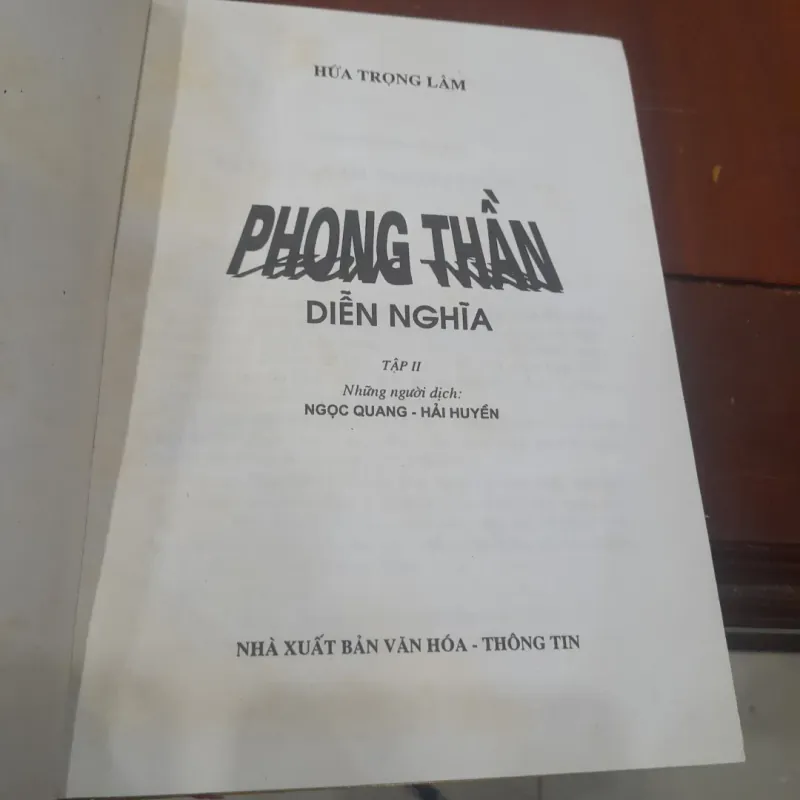 HỨA TRỌNG LÂM
PHONG THẦN
DIỄN NGHĨA
TẬP II
Những người dịch:
NGỌC QUANG - HẢI HUYỀN
NHÀ XUẤT BẢN VĂN HÓA - THÔNG TIN